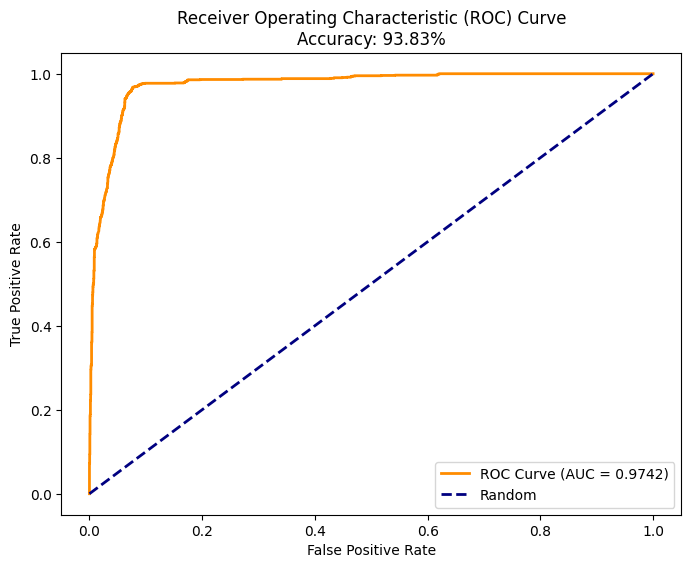 Receiver Operating Characteristic (ROC) Curve
Accuracy: 93.83%
True Positive Rate
1.0
0.8
0.6
0.4
0.2
0.0
ROC Curve (AUC = 0.9742)
Random
0.0 0.2 0.4 0.6 0.8 1.0
False Positive Rate